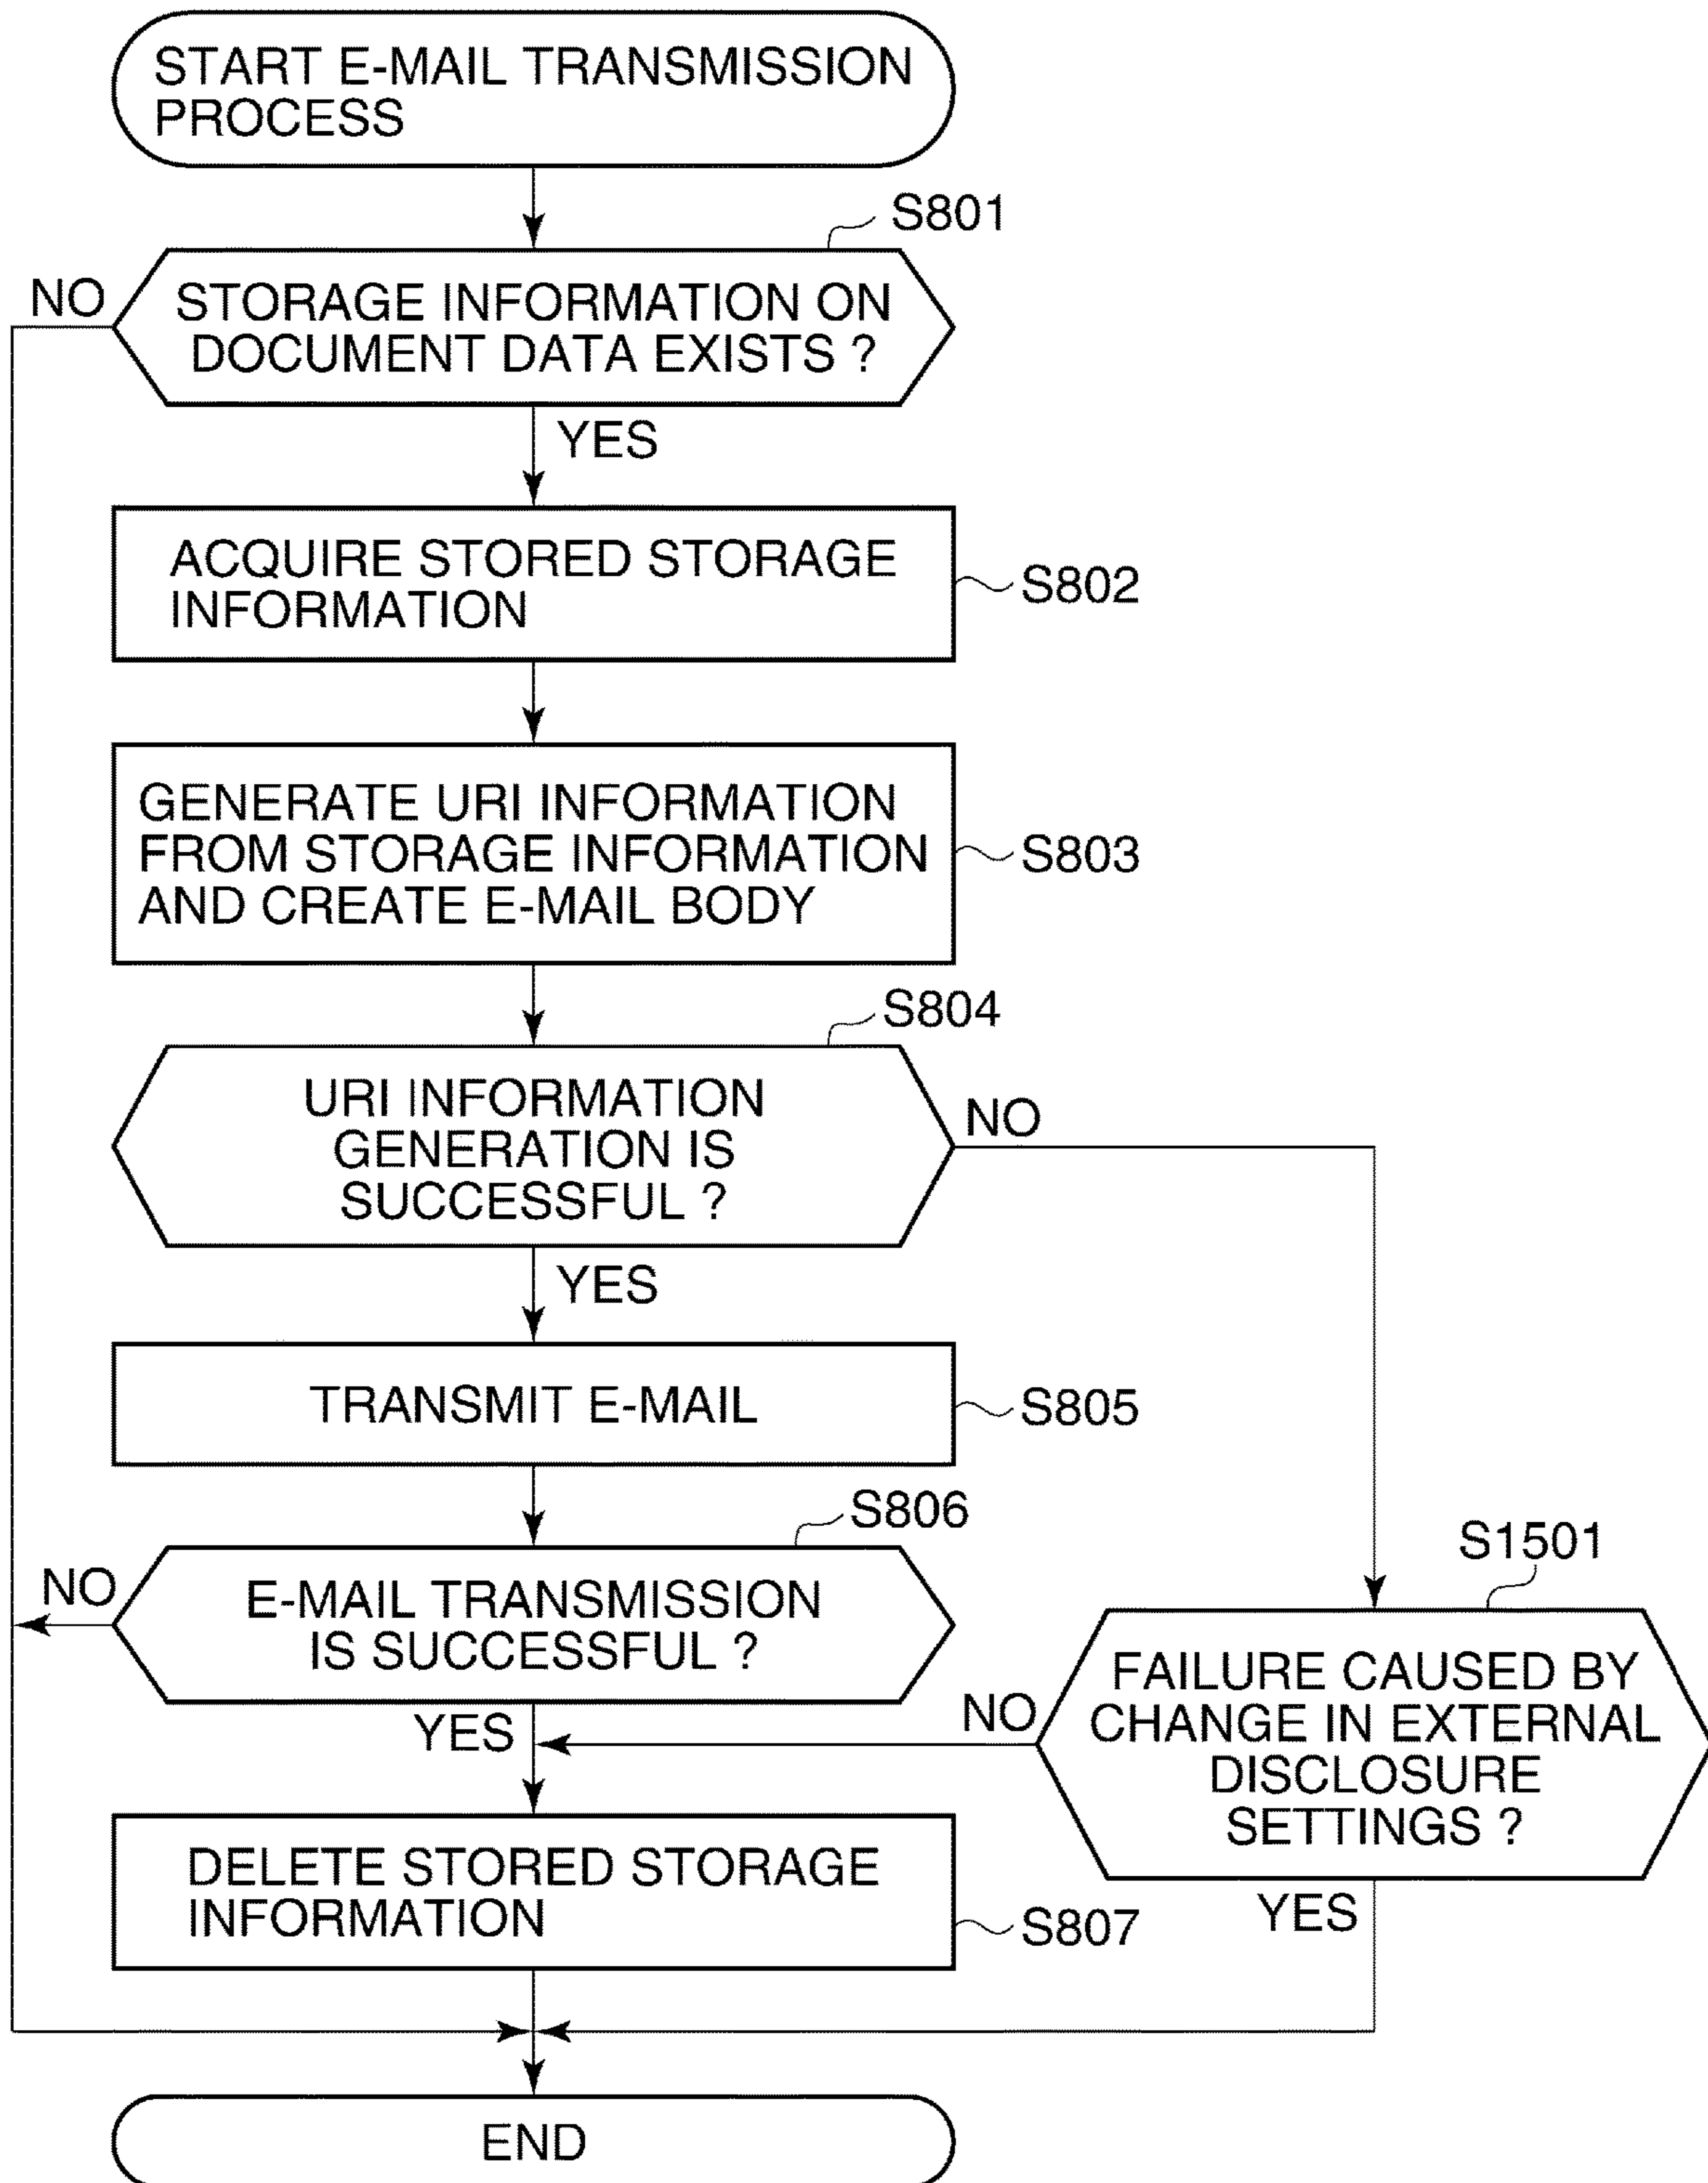 START E-MAIL TRANSMISSION
PROCESS
S801
NO
STORAGE INFORMATION ON
DOCUMENT DATA EXISTS ?
YES
ACQUIRE STORED STORAGE
INFORMATION
S802
GENERATE URI INFORMATION
FROM STORAGE INFORMATION
AND CREATE E-MAIL BODY
S803
S804
URI INFORMATION
GENERATION IS
SUCCESSFUL ?
NO
YES
TRANSMIT E-MAIL
S805
S806
NO
E-MAIL TRANSMISSION
IS SUCCESSFUL ?
YES
S1501
FAILURE CAUSED BY
CHANGE IN EXTERNAL
DISCLOSURE
SETTINGS ?
NO
YES
DELETE STORED STORAGE
INFORMATION
S807
END